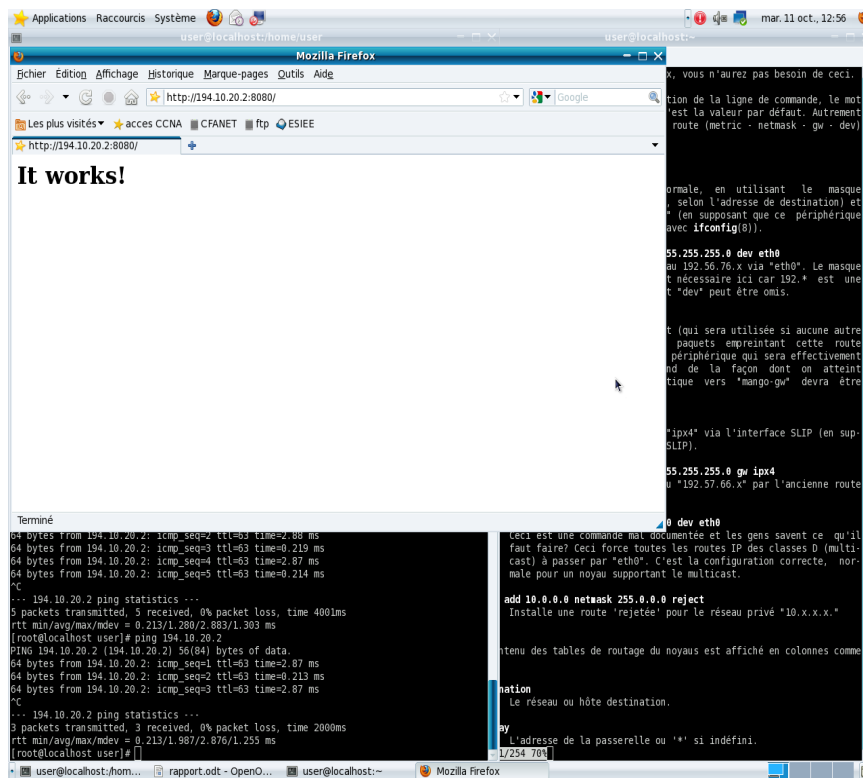 Applications Raccourcis Système mar. 11 oct., 12:56
user@localhost:/home/user
user@localhost:~
Mozilla Firefox
Fichier Édition Affichage Historique Marque-pages Outils Aide
http://194.10.20.2:8080/
Google
Les plus visités acces CCNA CFANET ftp ESIEE
http://194.10.20.2:8080/
It works!
Terminé
64 bytes from 194.10.20.2: icmp_seq=2 ttl=63 time=2.88 ms
64 bytes from 194.10.20.2: icmp_seq=3 ttl=63 time=0.219 ms
64 bytes from 194.10.20.2: icmp_seq=4 ttl=63 time=2.87 ms
64 bytes from 194.10.20.2: icmp_seq=5 ttl=63 time=0.214 ms
^C
--- 194.10.20.2 ping statistics ---
5 packets transmitted, 5 received, 0% packet loss, time 4001ms
rtt min/avg/max/mdev = 0.213/1.280/2.883/1.303 ms
[root@localhost user]# ping 194.10.20.2
PING 194.10.20.2 (194.10.20.2) 56(84) bytes of data.
64 bytes from 194.10.20.2: icmp_seq=1 ttl=63 time=2.87 ms
64 bytes from 194.10.20.2: icmp_seq=2 ttl=63 time=0.213 ms
64 bytes from 194.10.20.2: icmp_seq=3 ttl=63 time=2.87 ms
^C
--- 194.10.20.2 ping statistics ---
3 packets transmitted, 3 received, 0% packet loss, time 2000ms
rtt min/avg/max/mdev = 0.213/1.987/2.876/1.255 ms
[root@localhost user]#
x, vous n'aurez pas besoin de ceci.
tion de la ligne de commande, le mot
'est la valeur par défaut. Autrement
route (metric - netmask - gw - dev)
ormale, en utilisant le masque
, selon l'adresse de destination) et
" (en supposant que ce périphérique
avec ifconfig(8)).
55.255.255.0 dev eth0
au 192.56.76.x via "eth0". Le masque
t nécessaire ici car 192.* est une
t "dev" peut être omis.
t (qui sera utilisée si aucune autre
paquets empreintant cette route
périphérique qui sera effectivement
nd de la façon dont on atteint
tique vers "mango-gw" devra être
"ipx4" via l'interface SLIP (en sup-
SLIP).
55.255.255.0 gw ipx4
u "192.57.66.x" par l'ancienne route
0 dev eth0
Ceci est une commande mal documentée et les gens savent ce qu'il
faut faire? Ceci force toutes les routes IP des classes D (multi-
cast) à passer par "eth0". C'est la configuration correcte, nor-
male pour un noyau supportant le multicast.
add 10.0.0.0 netmask 255.0.0.0 reject
Installe une route 'rejetée' pour le réseau privé "10.x.x.x."
ntenu des tables de routage du noyaus est affiché en colonnes comme
nation
Le réseau ou hôte destination.
ay
L'adresse de la passerelle ou '*' si indéfini.
1/254 70%
user@localhost:/hom... rapport.odt - OpenO... user@localhost:~ Mozilla Firefox